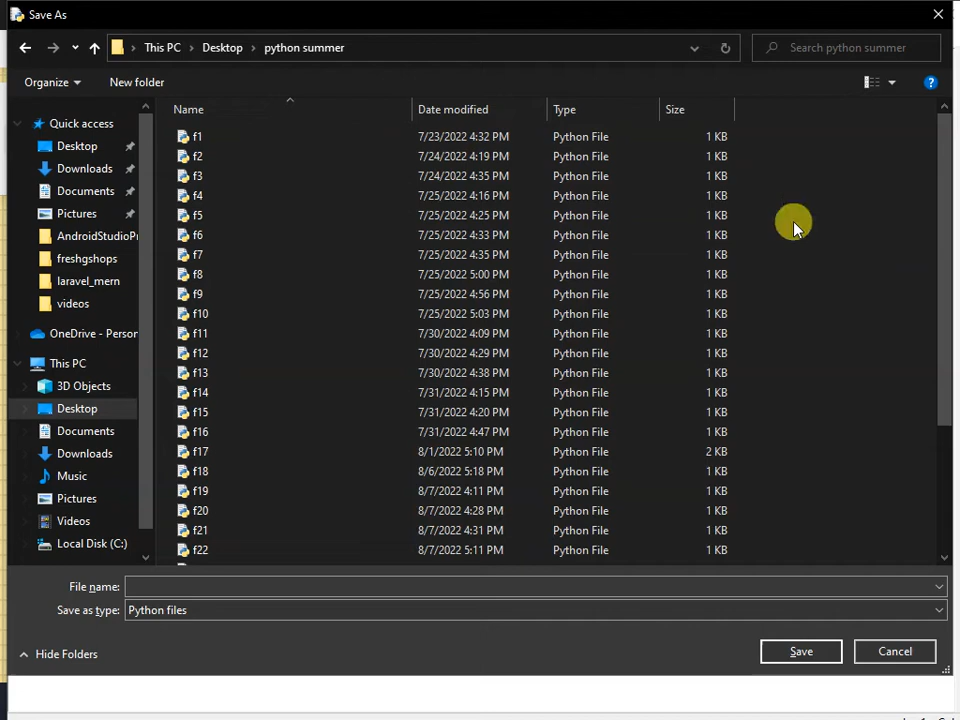 Save As
This PC
Desktop
python summer
Search python summer
Organize
New folder
?
Name
Date modified
Type
Size
Quick access
Desktop
Downloads
Documents
Pictures
AndroidStudioPr
freshgshops
laravel_mern
videos
OneDrive - Person
This PC
3D Objects
Desktop
Documents
Downloads
Music
Pictures
Videos
Local Disk (C:)
f1 7/23/2022 4:32 PM Python File 1 KB
f2 7/24/2022 4:19 PM Python File 1 KB
f3 7/24/2022 4:35 PM Python File 1 KB
f4 7/25/2022 4:16 PM Python File 1 KB
f5 7/25/2022 4:25 PM Python File 1 KB
f6 7/25/2022 4:33 PM Python File 1 KB
f7 7/25/2022 4:35 PM Python File 1 KB
f8 7/25/2022 5:00 PM Python File 1 KB
f9 7/25/2022 4:56 PM Python File 1 KB
f10 7/25/2022 5:03 PM Python File 1 KB
f11 7/30/2022 4:09 PM Python File 1 KB
f12 7/30/2022 4:29 PM Python File 1 KB
f13 7/30/2022 4:38 PM Python File 1 KB
f14 7/31/2022 4:15 PM Python File 1 KB
f15 7/31/2022 4:20 PM Python File 1 KB
f16 7/31/2022 4:47 PM Python File 1 KB
f17 8/1/2022 5:10 PM Python File 2 KB
f18 8/6/2022 5:18 PM Python File 1 KB
f19 8/7/2022 4:11 PM Python File 1 KB
f20 8/7/2022 4:28 PM Python File 1 KB
f21 8/7/2022 4:31 PM Python File 1 KB
f22 8/7/2022 5:11 PM Python File 1 KB
File name:
Save as type: Python files
Hide Folders
Save
Cancel